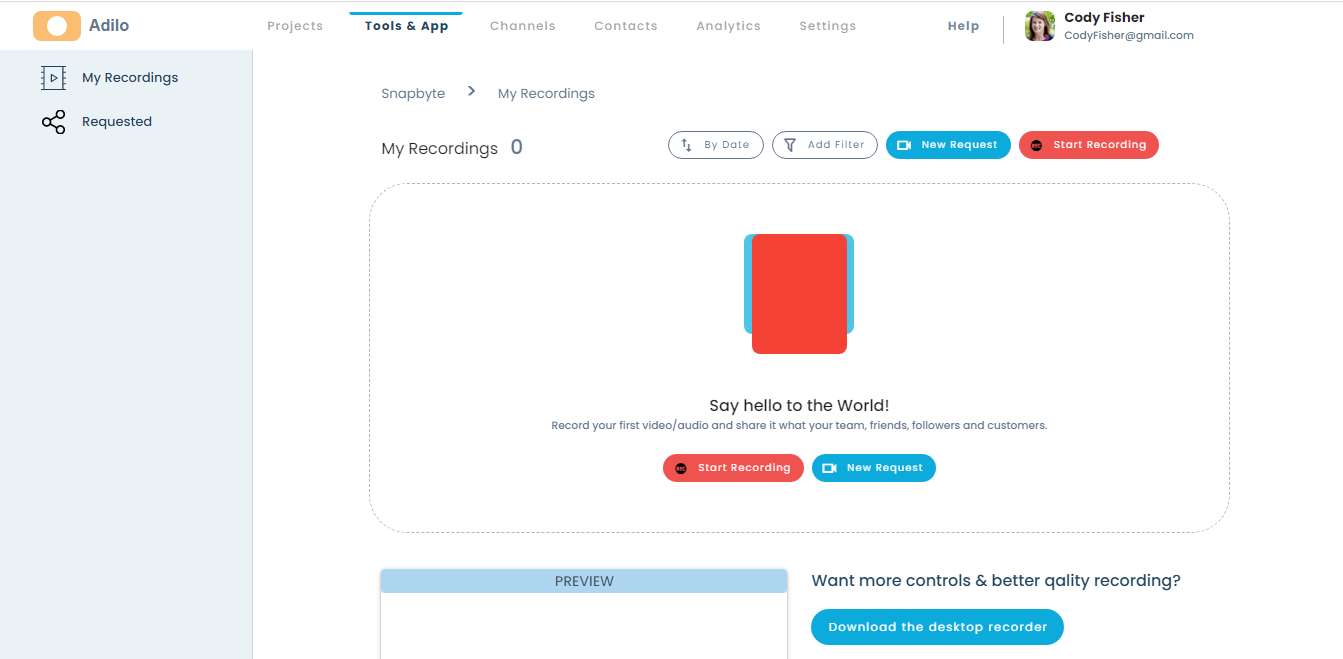 Adilo
Projects
Tools & App
Channels
Contacts
Analytics
Settings
Help
Cody Fisher
CodyFisher@gmail.com
My Recordings
Requested
Snapbyte > My Recordings
My Recordings 0
By Date
Add Filter
New Request
REC Start Recording
Say hello to the World!
Record your first video/audio and share it what your team, friends, followers and customers.
REC Start Recording
New Request
PREVIEW
Want more controls & better qality recording?
Download the desktop recorder